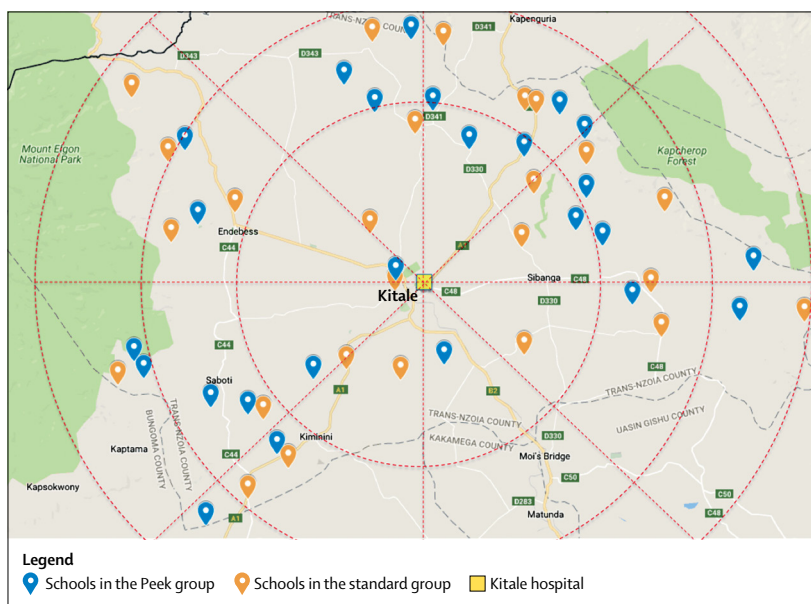 TRANS-NZOIA COUNTY
Kapenguria
D341
D343
D343
Mount Elgon
National Park
D341
Kapcherop
Forest
D330
Endebess
C44
A1
Sibanga
C48
Kitale
C48
D330
C44
C48
Saboti
A1
B2
TRANS-NZOIA COUNTY
TRANS-NZOIA COUNTY
BUNGOMA COUNTY
TRANS-NZOIA COUNTY
UASIN GISHU COUNTY
Kiminini
KAKAMEGA COUNTY
D330
Kaptama
C44
Moi's Bridge
C50
Kapsokwony
C50
D283
C48
A1
Matunda
Legend
Schools in the Peek group
Schools in the standard group
Kitale hospital